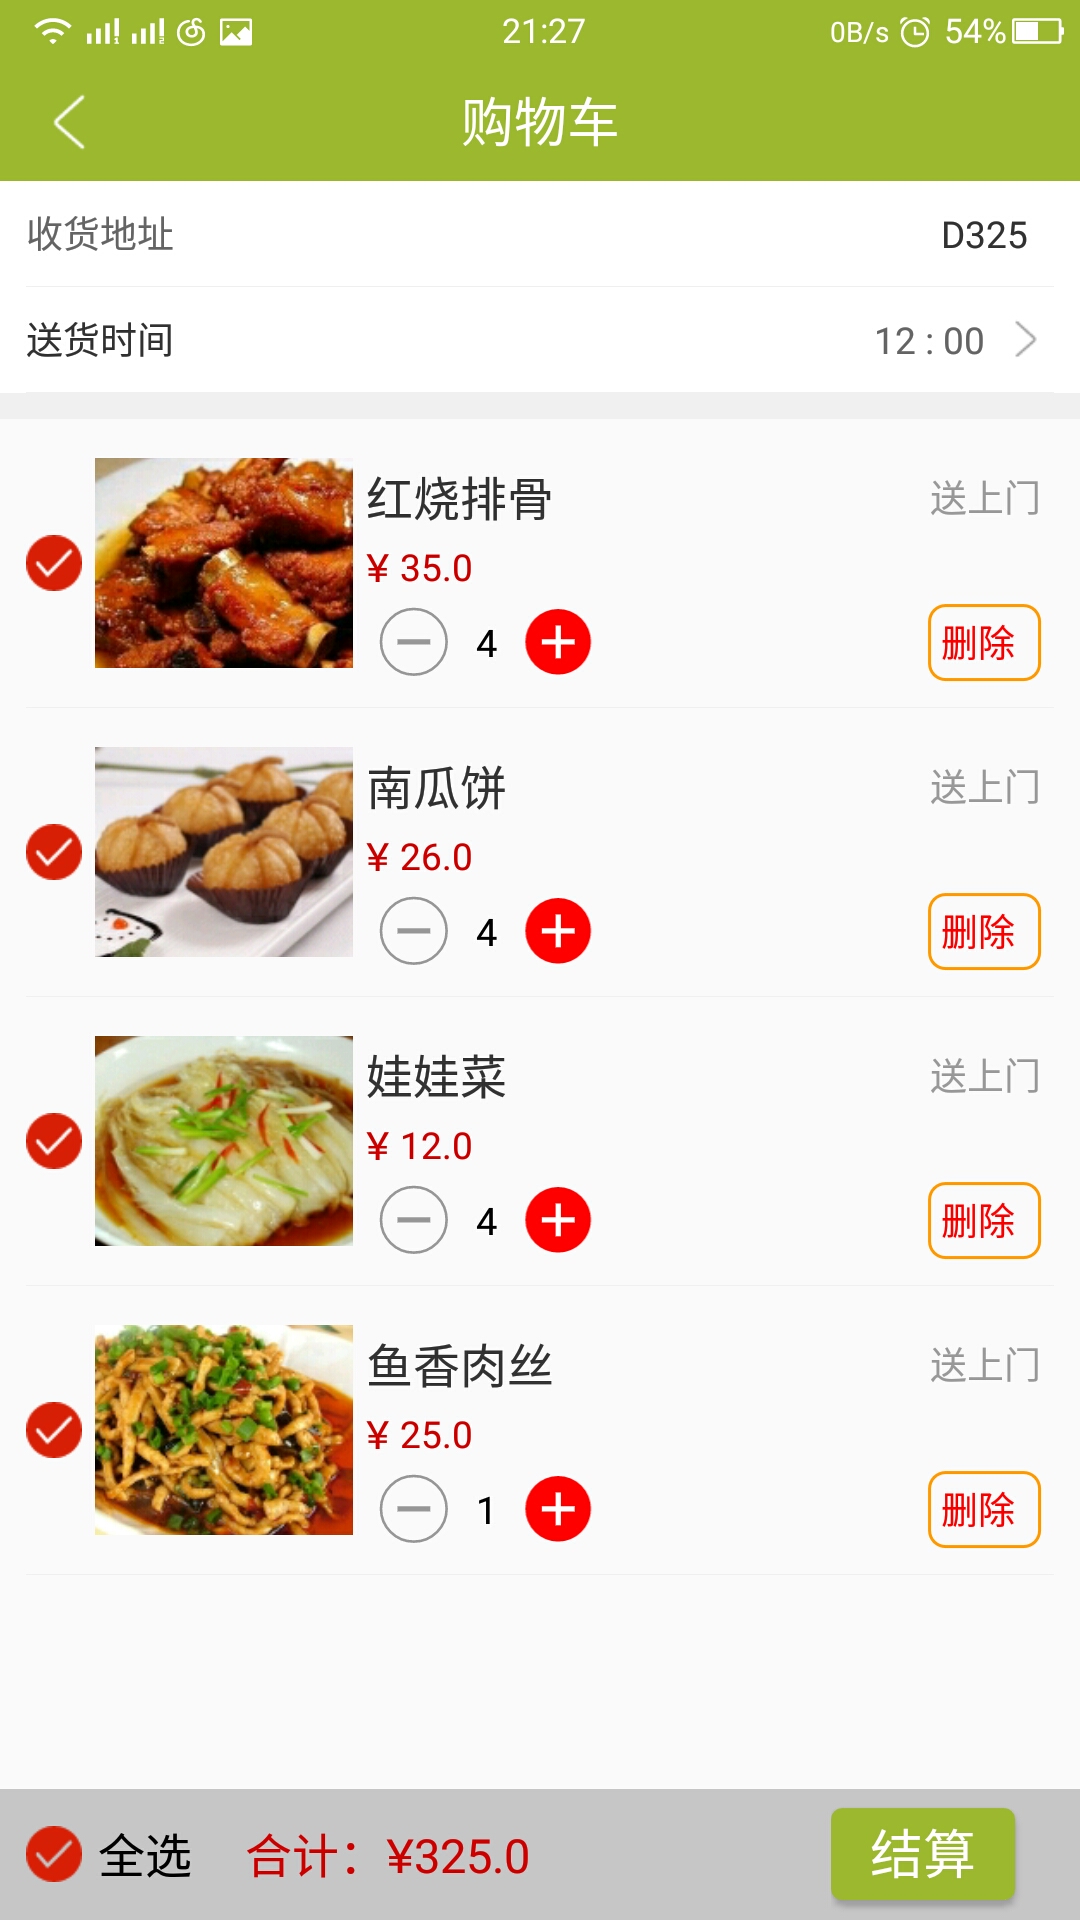 21:27
0B/s 54%
购物车
收货地址 D325
送货时间 12 : 00
红烧排骨 送上门
¥ 35.0
4 删除
南瓜饼 送上门
¥ 26.0
4 删除
娃娃菜 送上门
¥ 12.0
4 删除
鱼香肉丝 送上门
¥ 25.0
1 删除
全选 合计：¥325.0 结算